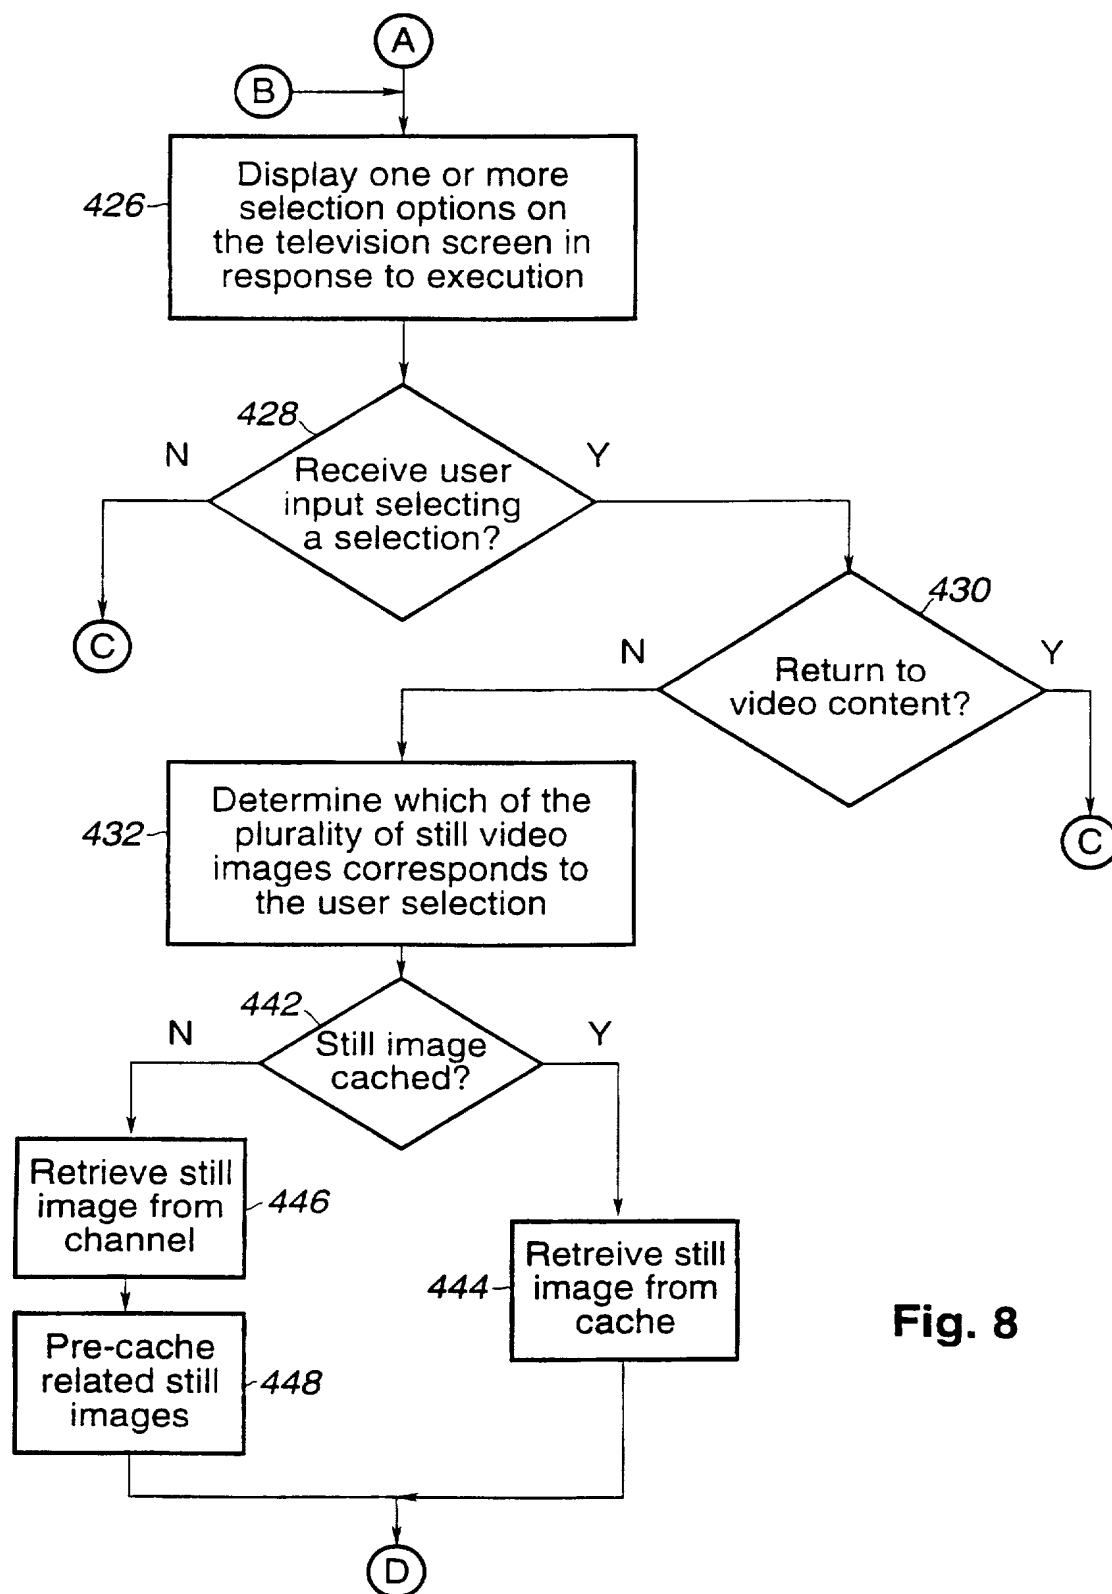 A
B
426
Display one or more
selection options on
the television screen in
response to execution
428
N
Y
Receive user
input selecting
a selection?
C
430
N
Y
Return to
video content?
C
432
Determine which of the
plurality of still video
images corresponds to
the user selection
442
N
Y
Still image
cached?
Retrieve still
image from
channel
446
Retreive still
image from
cache
444
Pre-cache
related still
images
448
Fig. 8
D